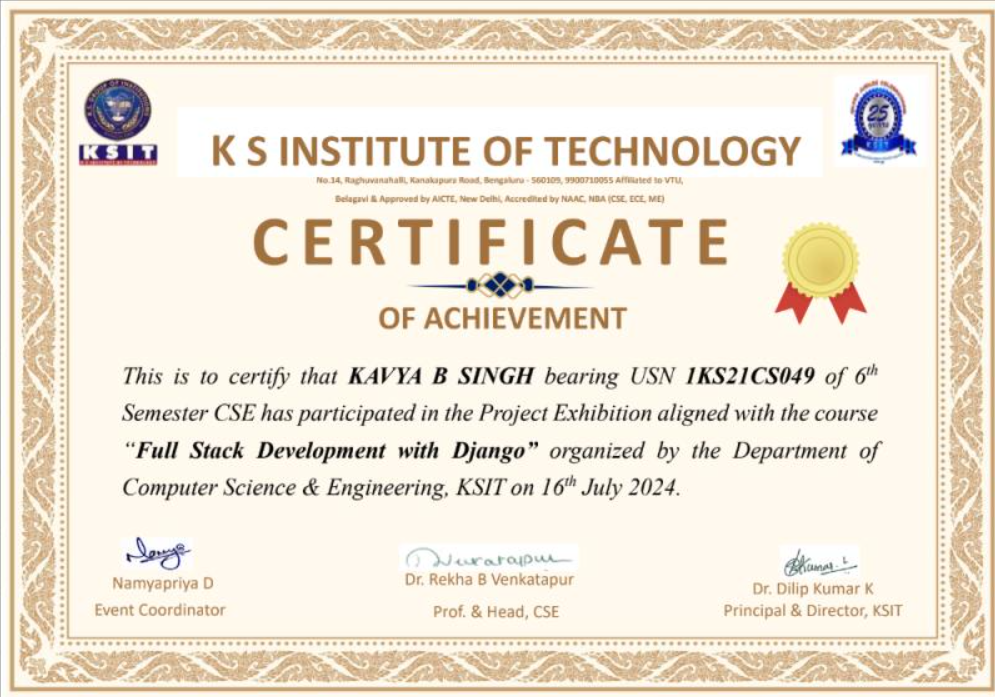 KSIT
25
K S INSTITUTE OF TECHNOLOGY
No.14, Raghuvanahalli, Kanakapura Road, Bengaluru - 560109, 9900710055 Affiliated to VTU,
Belagavi & Approved by AICTE, New Delhi, Accredited by NAAC, NBA (CSE, ECE, ME)
CERTIFICATE
OF ACHIEVEMENT
This is to certify that KAVYA B SINGH bearing USN 1KS21CS049 of 6th
Semester CSE has participated in the Project Exhibition aligned with the course
“Full Stack Development with Django” organized by the Department of
Computer Science & Engineering, KSIT on 16th July 2024.
Namyapriya D
Event Coordinator
Dr. Rekha B Venkatapur
Prof. & Head, CSE
Dr. Dilip Kumar K
Principal & Director, KSIT